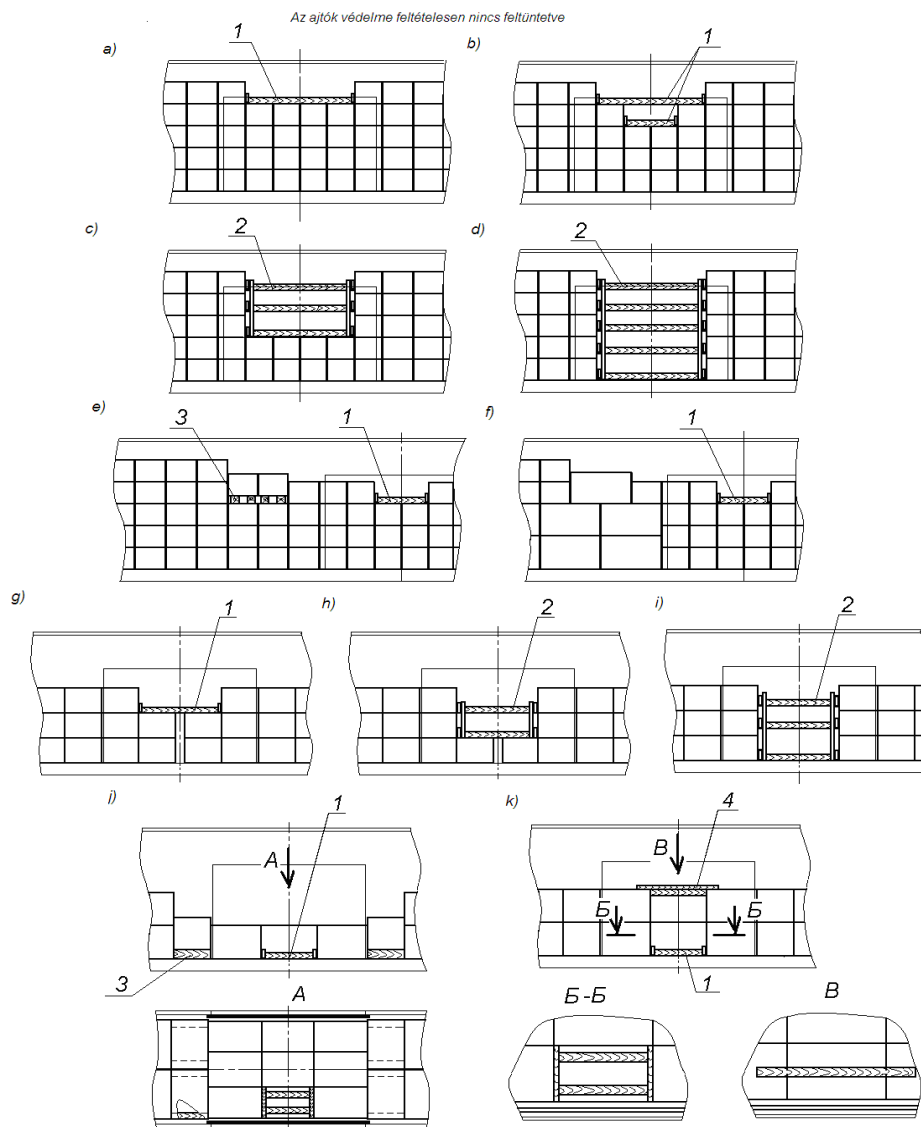 Az ajtók védelme feltételesen nincs feltüntetve
a)
1
b)
1
c)
2
d)
2
e)
3
1
f)
1
g)
1
h)
2
i)
2
j)
А
1
3
А
k)
4
В
Б
Б
1
Б-Б
В